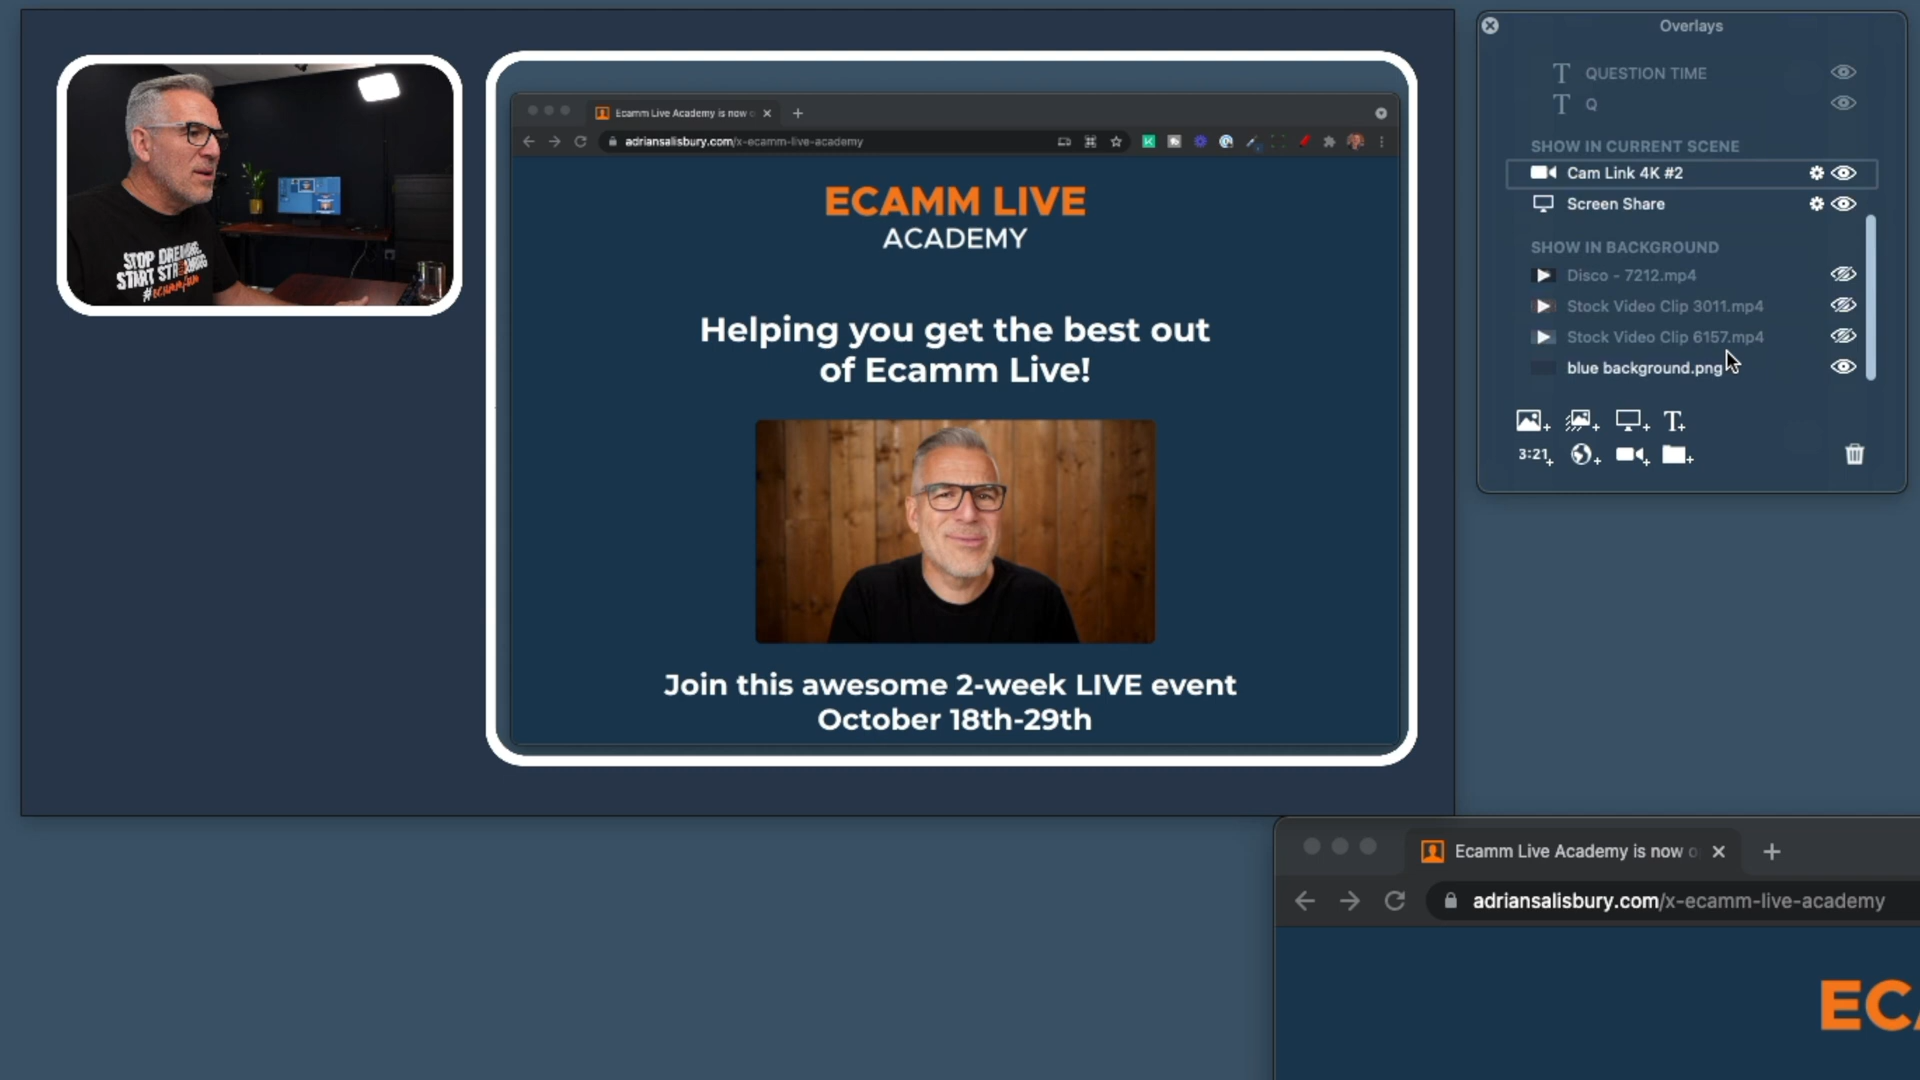 STOP DREAMING.
START STREAMING
#ecammfam
Ecamm Live Academy is now o
adriansalisbury.com/x-ecamm-live-academy
ECAMM LIVE
ACADEMY
Helping you get the best out
of Ecamm Live!
Join this awesome 2-week LIVE event
October 18th-29th
Overlays
QUESTION TIME
Q
SHOW IN CURRENT SCENE
Cam Link 4K #2
Screen Share
SHOW IN BACKGROUND
Disco - 7212.mp4
Stock Video Clip 3011.mp4
Stock Video Clip 6157.mp4
blue background.png
3:21
Ecamm Live Academy is now o
adriansalisbury.com/x-ecamm-live-academy
ECA